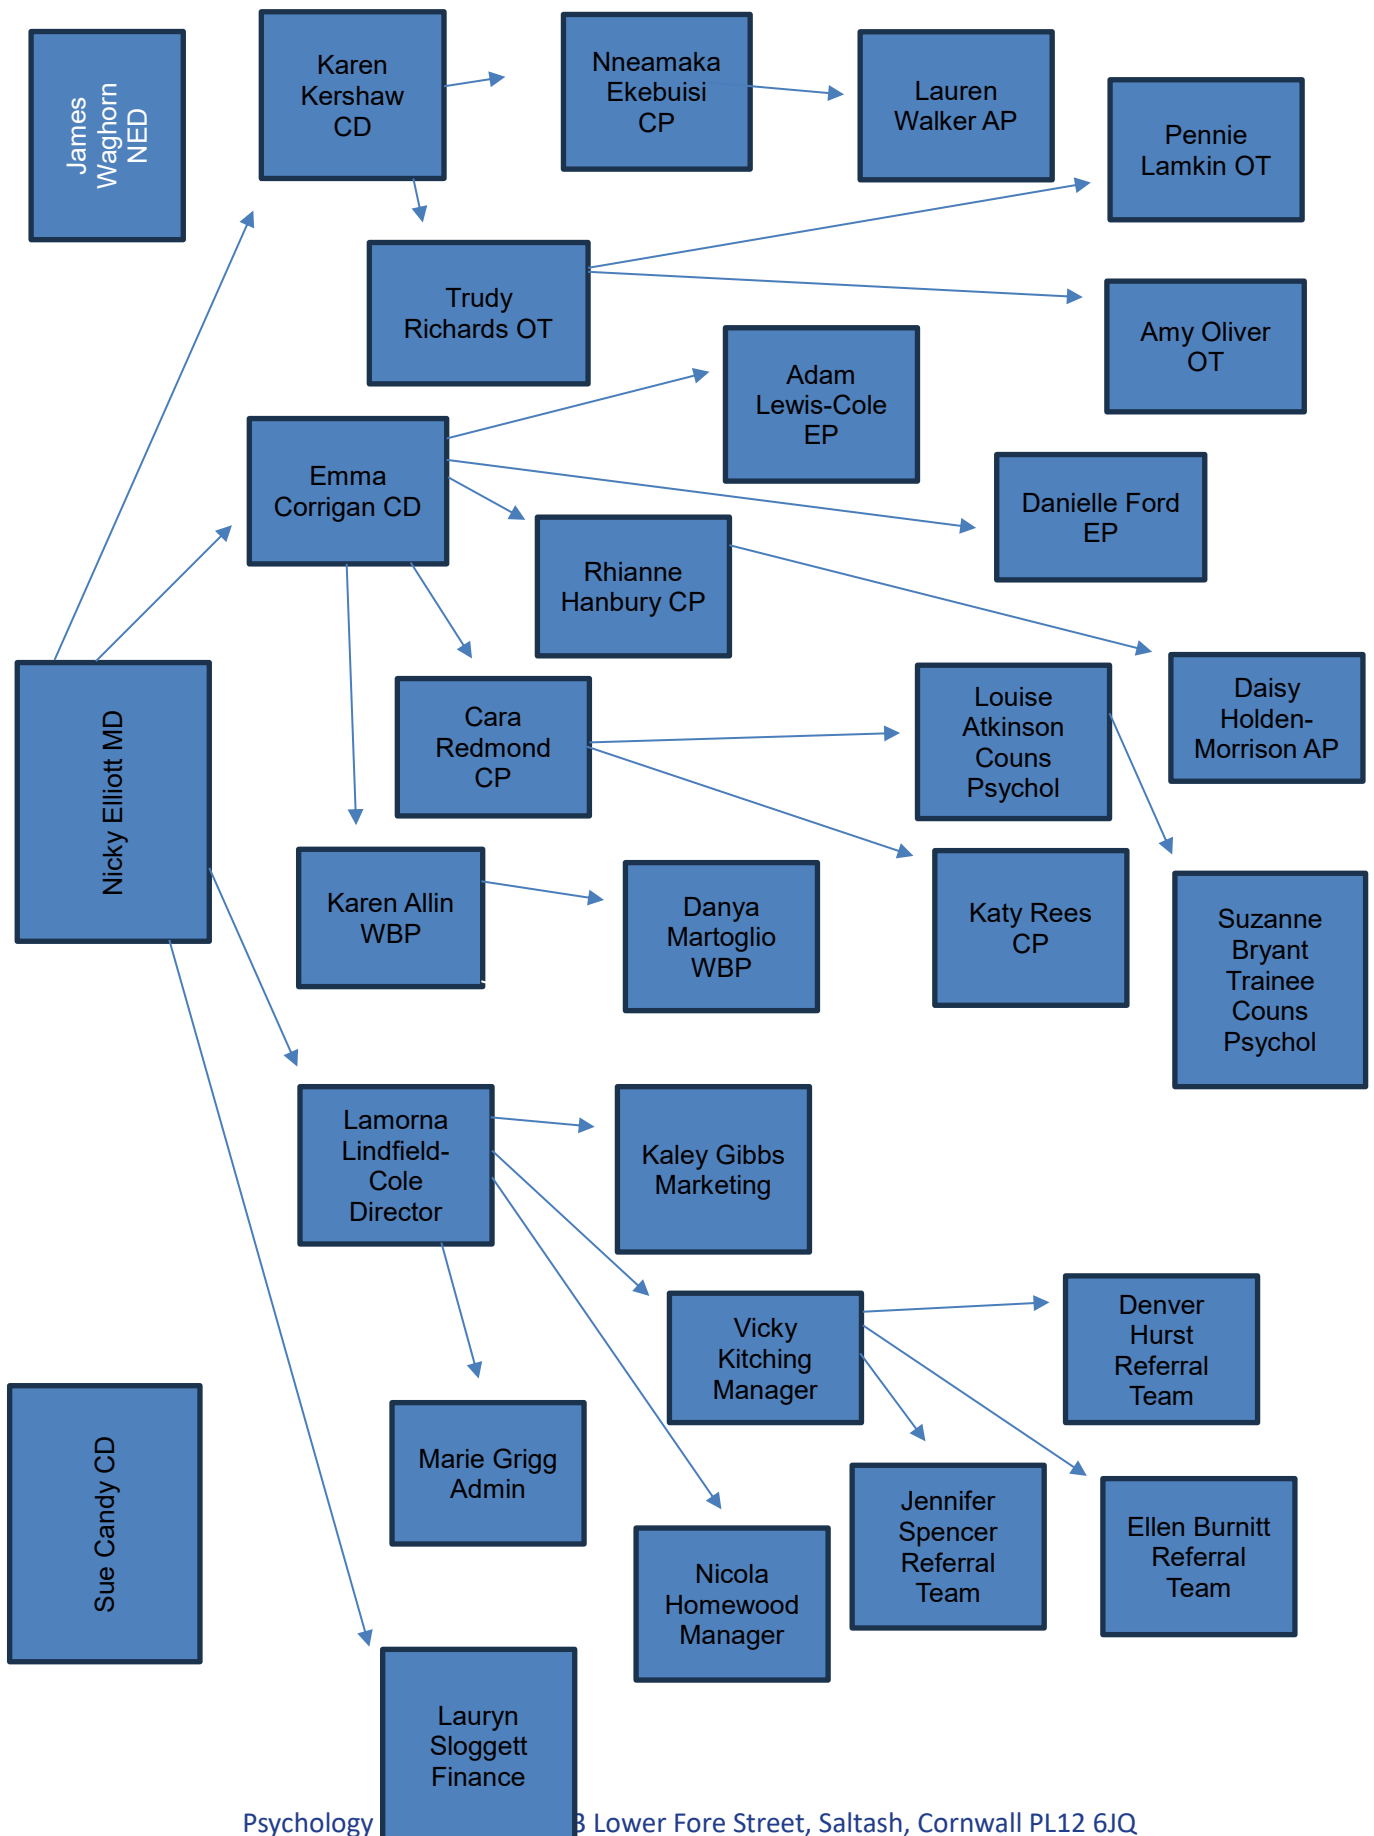 James
Waghorn
NED
Karen
Kershaw
CD
Nneamaka
Ekebuisi
CP
Lauren
Walker AP
Pennie
Lamkin OT
Trudy
Richards OT
Amy Oliver
OT
Adam
Lewis-Cole
EP
Emma
Corrigan CD
Danielle Ford
EP
Rhianne
Hanbury CP
Daisy
Holden-
Morrison AP
Nicky Elliott MD
Cara
Redmond
CP
Louise
Atkinson
Couns
Psychol
Karen Allin
WBP
Danya
Martoglio
WBP
Katy Rees
CP
Suzanne
Bryant
Trainee
Couns
Psychol
Lamorna
Lindfield-
Cole
Director
Kaley Gibbs
Marketing
Vicky
Kitching
Manager
Denver
Hurst
Referral
Team
Sue Candy CD
Marie Grigg
Admin
Jennifer
Spencer
Referral
Team
Ellen Burnitt
Referral
Team
Nicola
Homewood
Manager
Lauryn
Sloggett
Finance
Psychology Lower Fore Street, Saltash, Cornwall PL12 6JQ